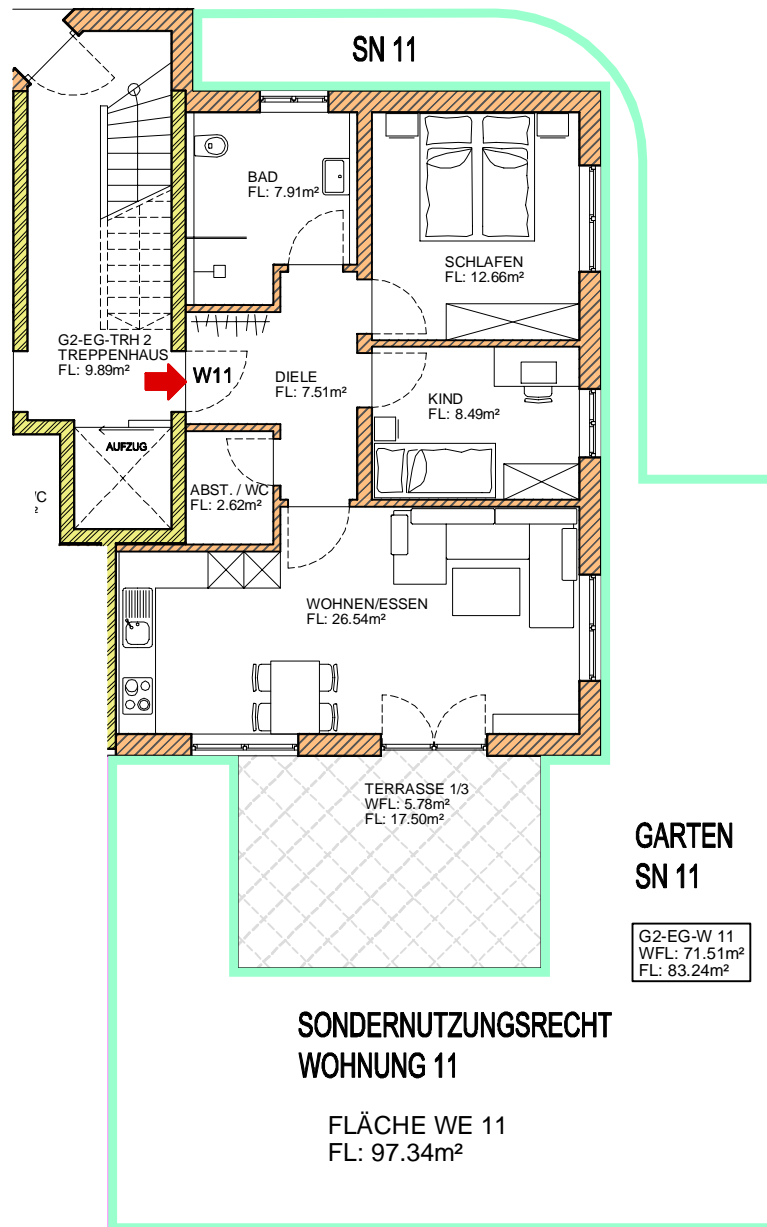 SN 11
BAD
FL: 7.91m²
SCHLAFEN
FL: 12.66m²
G2-EG-TRH 2
TREPPENHAUS
FL: 9.89m²
W11
DIELE
FL: 7.51m²
KIND
FL: 8.49m²
AUFZUG
ABST. / WC
FL: 2.62m²
WOHNEN/ESSEN
FL: 26.54m²
TERRASSE 1/3
WFL: 5.78m²
FL: 17.50m²
GARTEN
SN 11
G2-EG-W 11
WFL: 71.51m²
FL: 83.24m²
SONDERNUTZUNGSRECHT
WOHNUNG 11
FLÄCHE WE 11
FL: 97.34m²